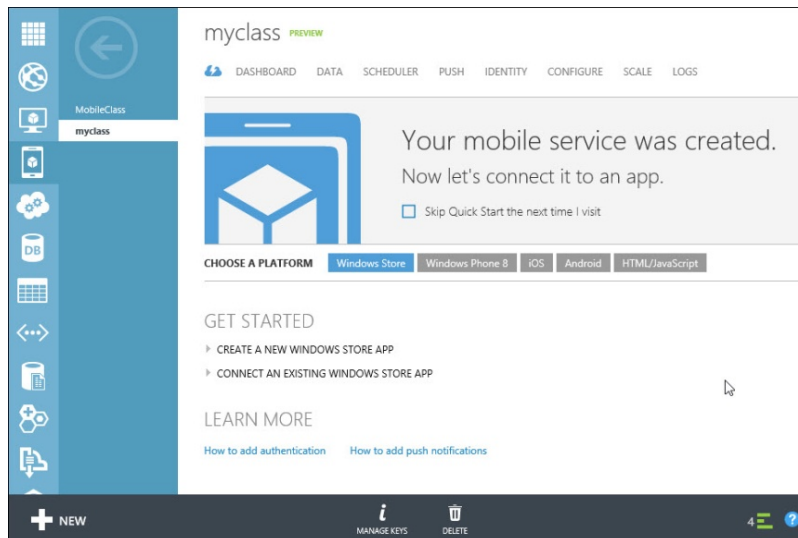 myclass PREVIEW
DASHBOARD DATA SCHEDULER PUSH IDENTITY CONFIGURE SCALE LOGS
MobileClass
myclass
Your mobile service was created.
Now let's connect it to an app.
Skip Quick Start the next time I visit
CHOOSE A PLATFORM Windows Store Windows Phone 8 iOS Android HTML/JavaScript
DB
GET STARTED
CREATE A NEW WINDOWS STORE APP
CONNECT AN EXISTING WINDOWS STORE APP
LEARN MORE
How to add authentication How to add push notifications
NEW
MANAGE KEYS
DELETE
4
?